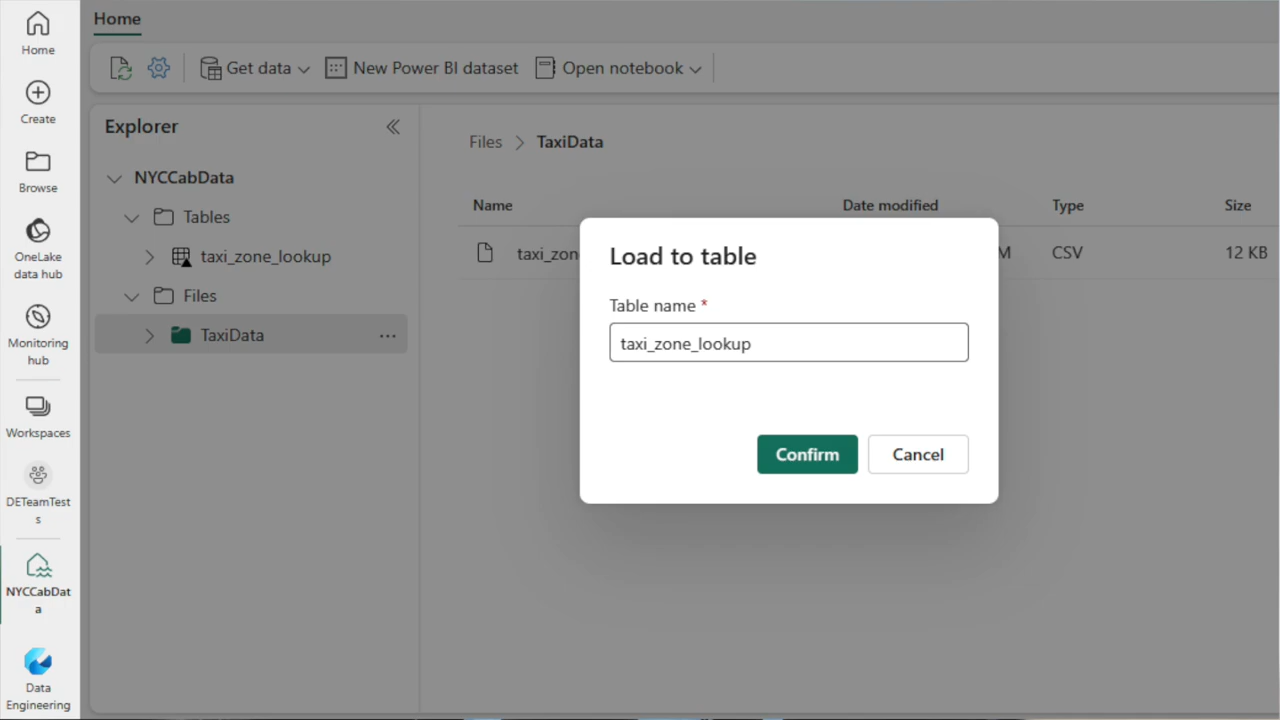 Home
Home
Create
Browse
OneLake
data hub
Monitoring
hub
Workspaces
DETeamTest
s
NYCCabDat
a
Data
Engineering
Get data
New Power BI dataset
Open notebook
Explorer
NYCCabData
Tables
taxi_zone_lookup
Files
TaxiData
...
Files > TaxiData
Name Date modified Type Size
taxi_zon M CSV 12 KB
Load to table
Table name *
taxi_zone_lookup
Confirm Cancel